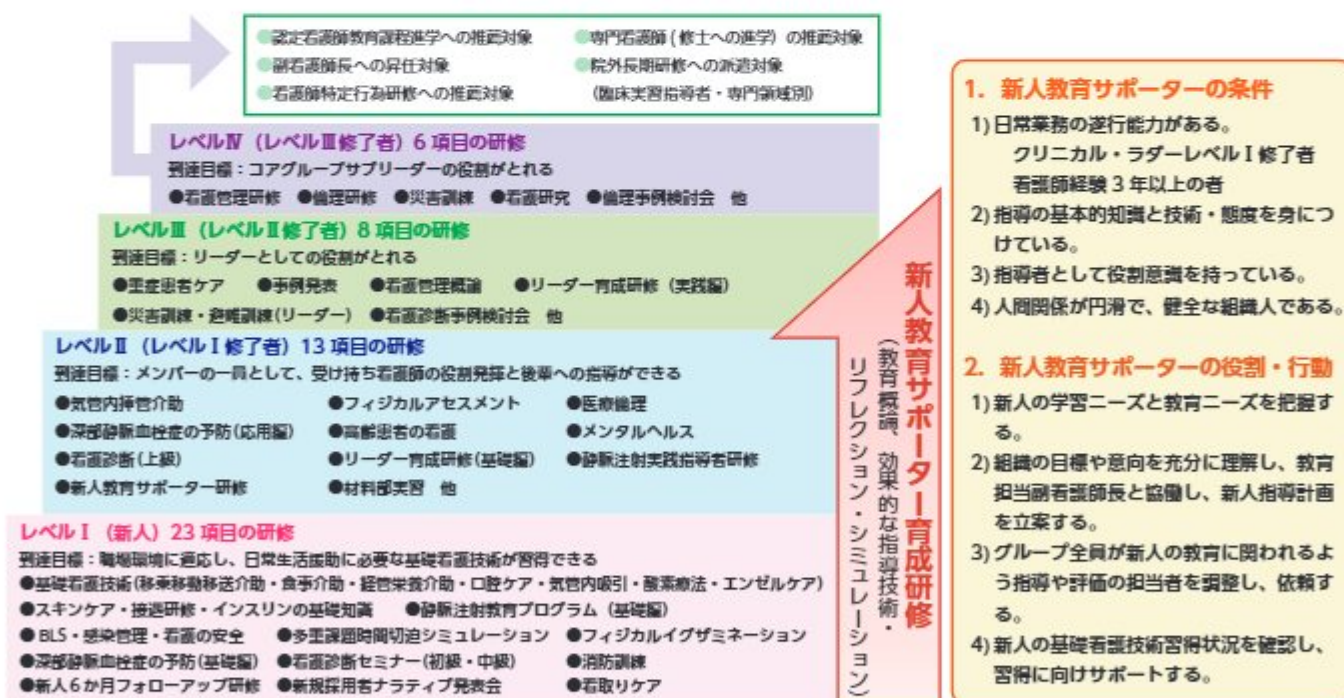 ●認定看護師教育課程進学への推薦対象 ●専門看護師(修士への進学)の推薦対象
●副看護師長への昇任対象 ●院外長期研修への派遣対象
●看護師特定行為研修への推薦対象 (臨床実習指導者・専門領域別)
レベルⅣ(レベルⅢ修了者)6項目の研修
到達目標：コアグループサブリーダーの役割がとれる
●看護管理研修 ●倫理研修 ●災害訓練 ●看護研究 ●倫理事例検討会 他
レベルⅢ(レベルⅡ修了者)8項目の研修
到達目標：リーダーとしての役割がとれる
●重症患者ケア ●事例発表 ●看護管理概論 ●リーダー育成研修(実践編)
●災害訓練・避難訓練(リーダー) ●看護診断事例検討会 他
レベルⅡ(レベルⅠ修了者)13項目の研修
到達目標：メンバーの一員として、受け持ち看護師の役割発揮と後輩への指導ができる
●気管内挿管介助 ●フィジカルアセスメント ●医療倫理
●深部静脈血栓症の予防(応用編) ●高齢患者の看護 ●メンタルヘルス
●看護診断(上級) ●リーダー育成研修(基礎編) ●静脈注射実践指導者研修
●新人教育サポーター研修 ●材料部実習 他
レベルⅠ(新人)23項目の研修
到達目標：職場環境に適応し、日常生活援助に必要な基礎看護技術が習得できる
●基礎看護技術(移乗移動移送介助・食事介助・経管栄養介助・口腔ケア・気管内吸引・酸素療法・エンゼルケア)
●スキンケア・接遇研修・インスリンの基礎知識 ●静脈注射教育プログラム(基礎編)
●BLS・感染管理・看護の安全 ●多重課題時間切迫シミュレーション ●フィジカルイグザミネーション
●深部静脈血栓症の予防(基礎編) ●看護診断セミナー(初級・中級) ●消防訓練
●新人6か月フォローアップ研修 ●新規採用者ナラティブ発表会 ●看取りケア
新人教育サポーター育成研修
(教育概論、効果的な指導技術・
リフレクション・シミュレーション)
1. 新人教育サポーターの条件
1)日常業務の遂行能力がある。
クリニカル・ラダーレベルⅠ修了者
看護師経験3年以上の者
2)指導の基本的知識と技術・態度を身につ
けている。
3)指導者として役割意識を持っている。
4)人間関係が円滑で、健全な組織人である。
2. 新人教育サポーターの役割・行動
1)新人の学習ニーズと教育ニーズを把握す
る。
2)組織の目標や意向を充分に理解し、教育
担当副看護師長と協働し、新人指導計画
を立案する。
3)グループ全員が新人の教育に関われるよ
う指導や評価の担当者を調整し、依頼す
る。
4)新人の基礎看護技術習得状況を確認し、
習得に向けサポートする。